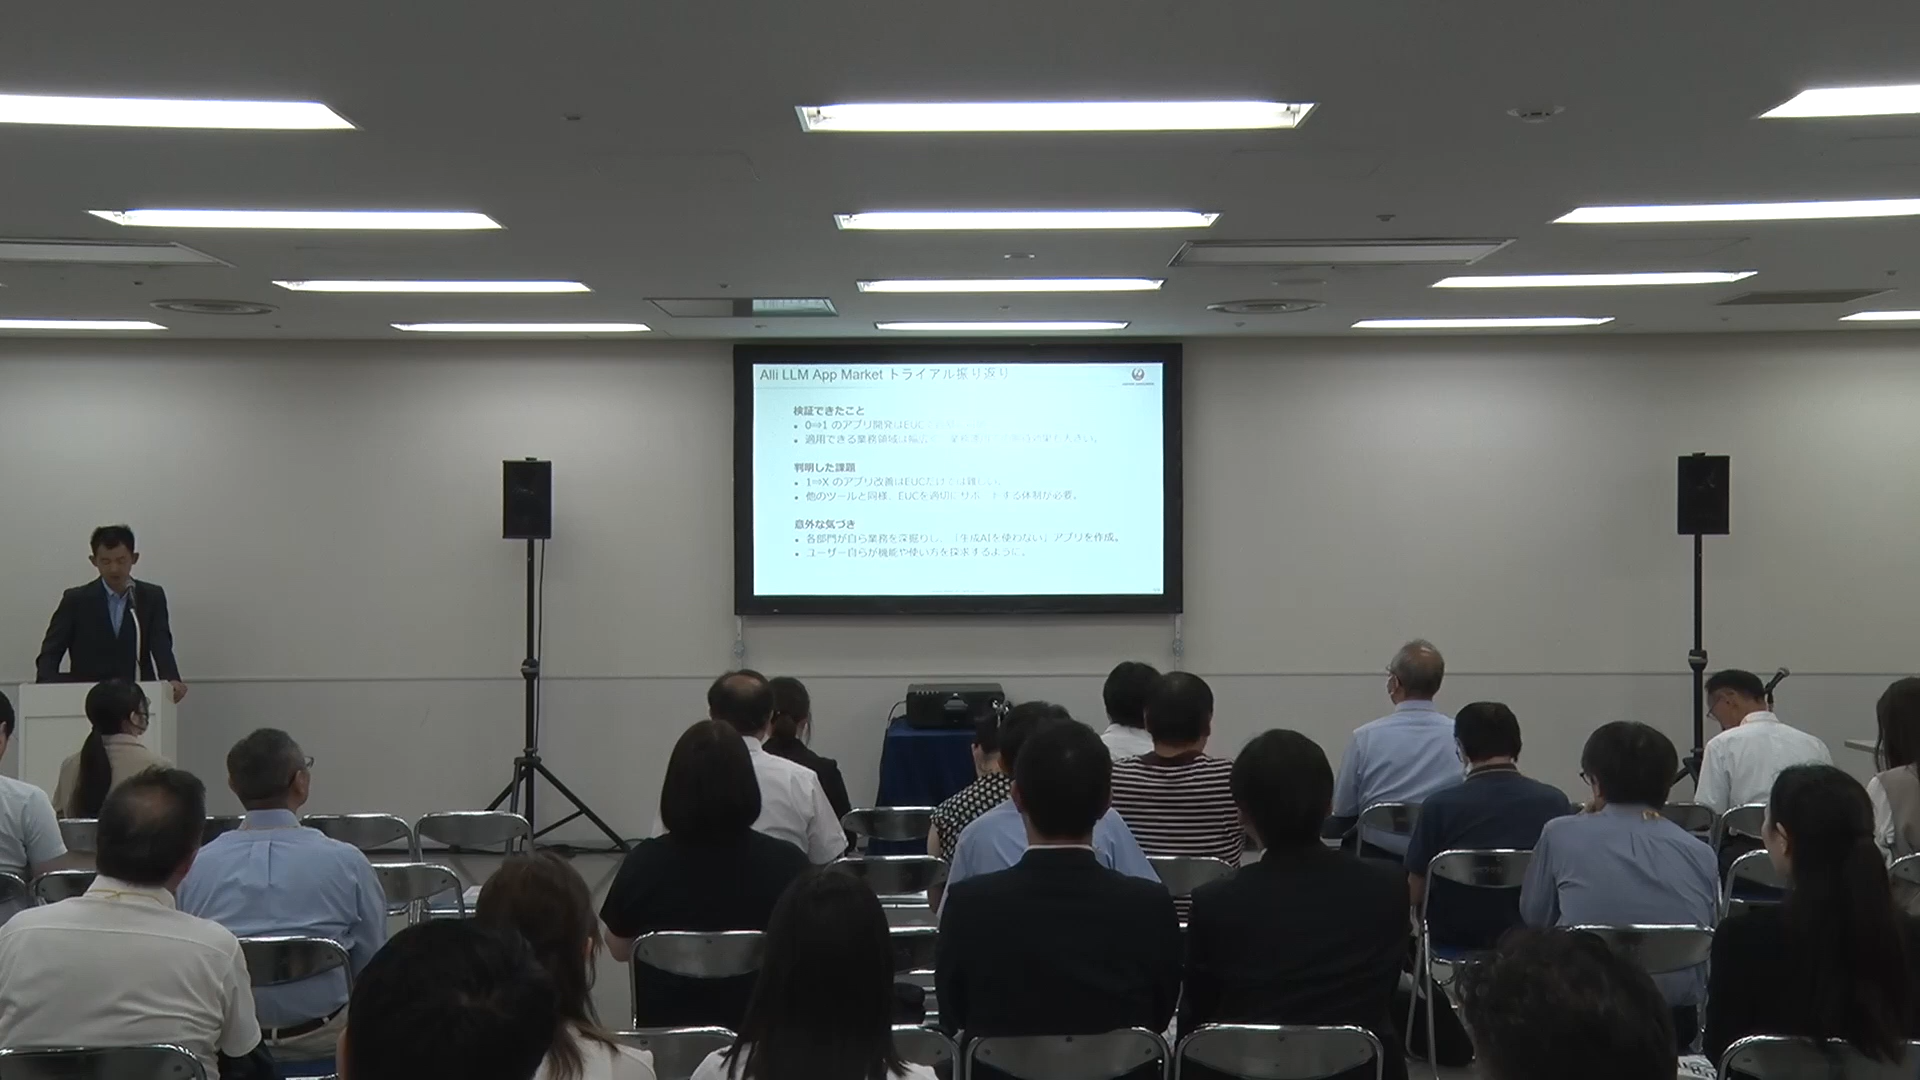 Alli LLM App Market トライアル振り返り
検証できたこと
0⇒1 のアプリ開発はEUC
適用できる業務領域は幅広
判明した課題
1⇒X のアプリ改善はEUCだけでは難しい。
他のツールと同様、EUCを適切にサポートする体制が必要。
意外な気づき
各部門が自ら業務を深掘りし、「生成AIを使わない」アプリを作成。
ユーザー自らが機能や使い方を探求するように。